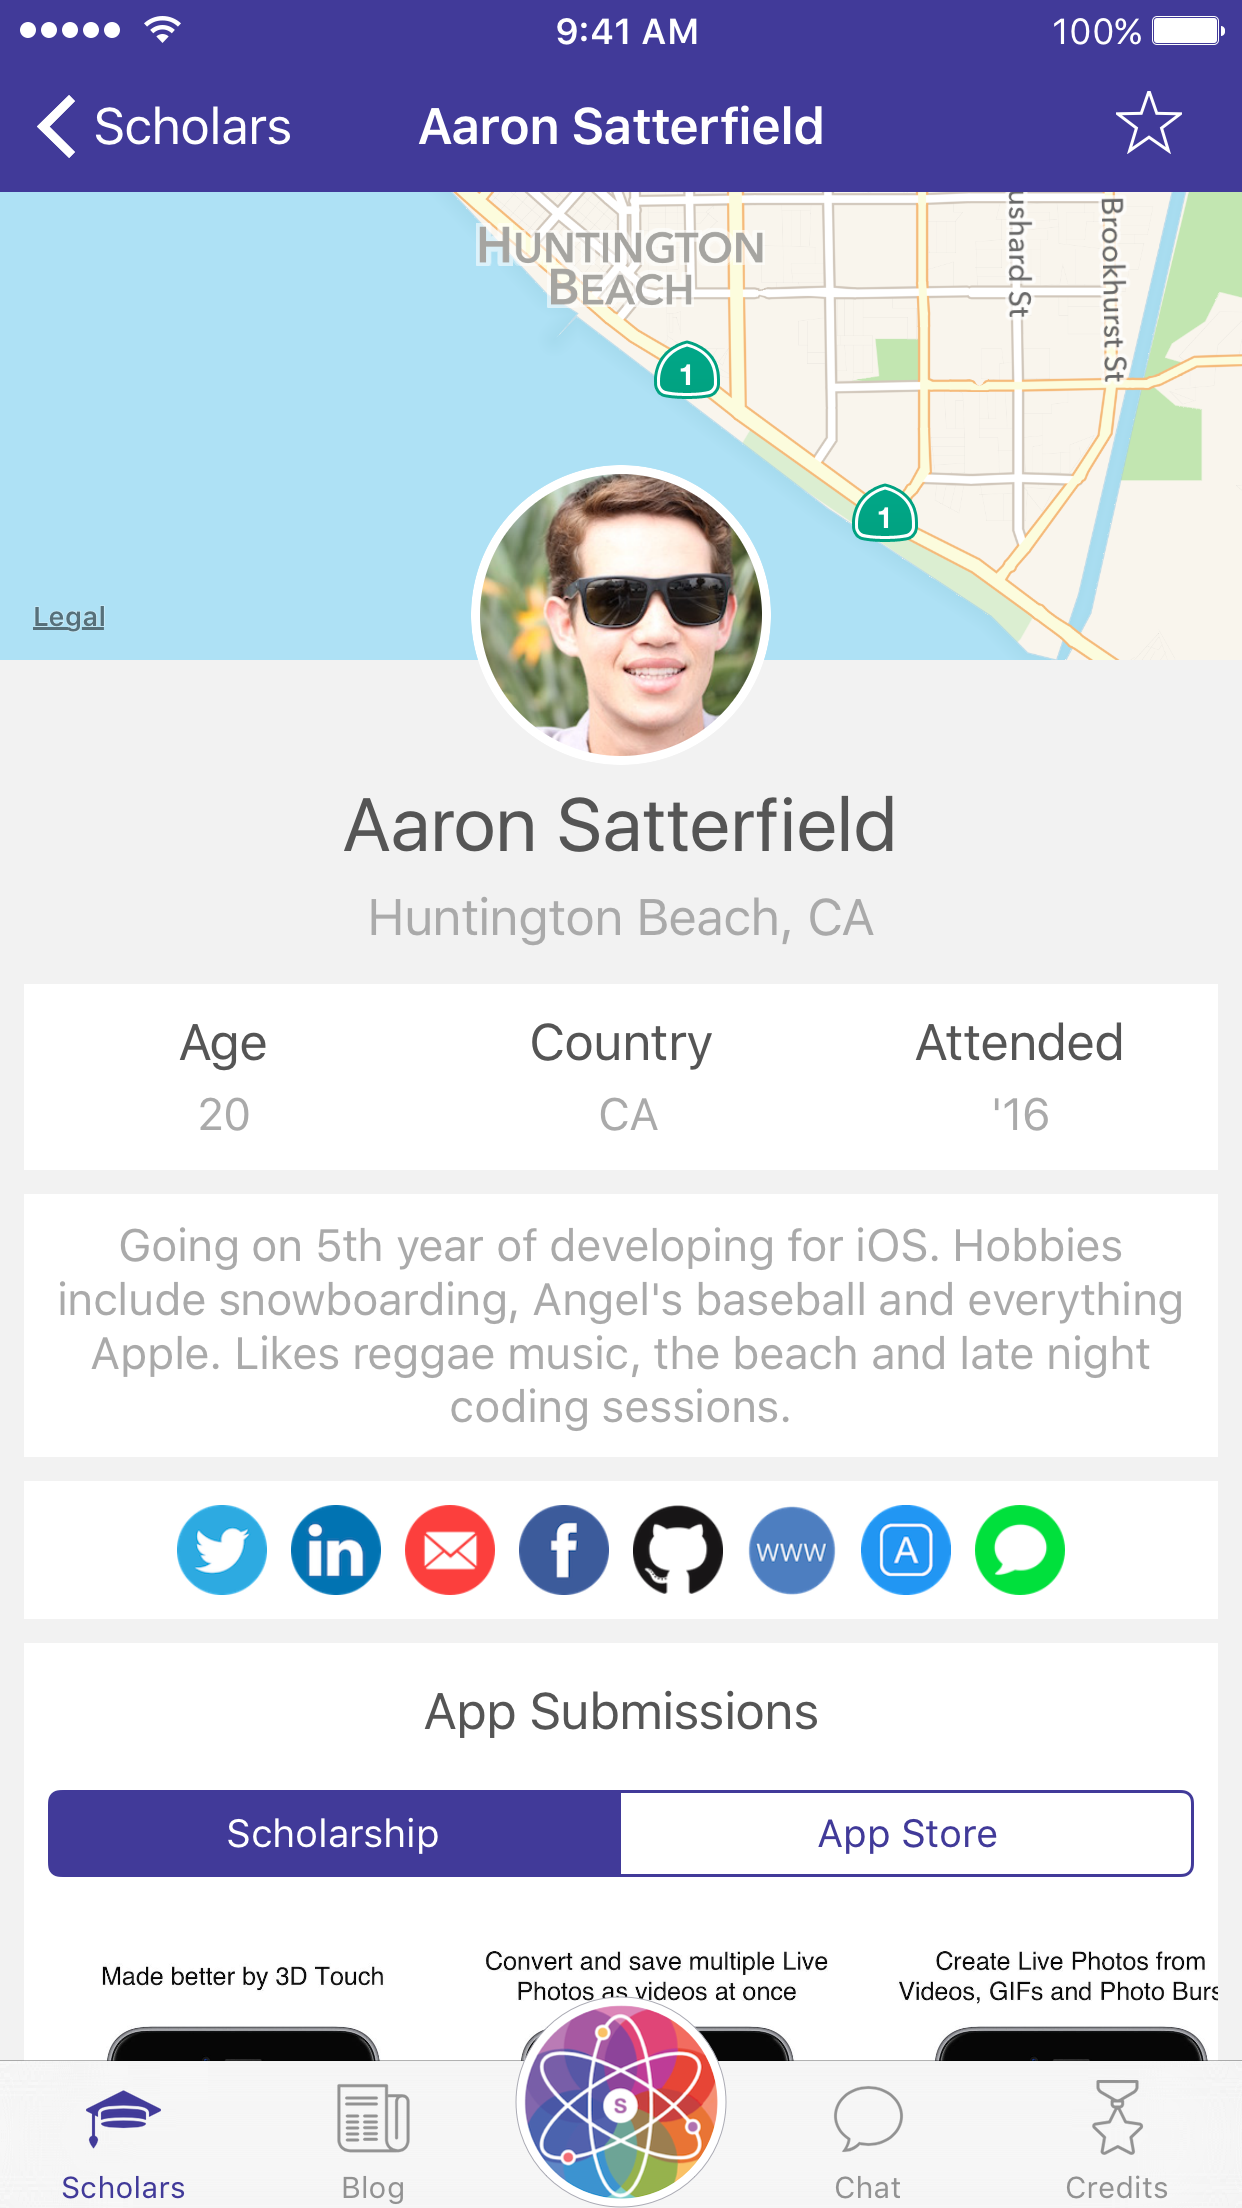 9:41 AM
100%
Scholars
Aaron Satterfield
HUNTINGTON
BEACH
ushard St
Brookhurst St
1
1
Legal
Aaron Satterfield
Huntington Beach, CA
Age
Country
Attended
20
CA
'16
Going on 5th year of developing for iOS. Hobbies
include snowboarding, Angel's baseball and everything
Apple. Likes reggae music, the beach and late night
coding sessions.
in
f
www
A
App Submissions
Scholarship
App Store
Made better by 3D Touch
Convert and save multiple Live
Photos as videos at once
Create Live Photos from
Videos, GIFs and Photo Burs
S
Scholars
Blog
Chat
Credits